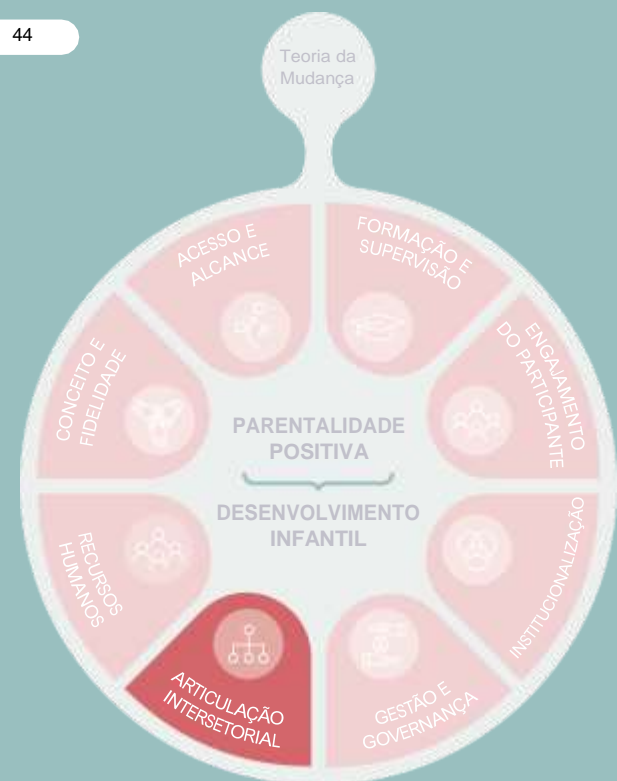 44
Teoria da
Mudança
ACESSO E
ALCANCE
FORMAÇÃO E
SUPERVISÃO
CONCEITO E
FIDELIDADE
ENGAJAMENTO
DO PARTICIPANTE
PARENTALIDADE
POSITIVA
DESENVOLVIMENTO
INFANTIL
RECURSOS
HUMANOS
INSTITUCIONALIZAÇÃO
ARTICULAÇÃO
INTERSETORIAL
GESTÃO E
GOVERNANÇA